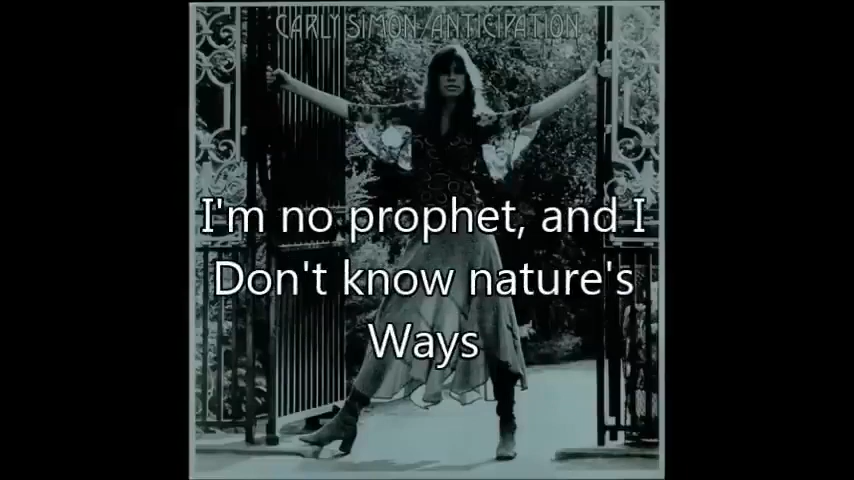 CARLY SIMON/ANTICIPATION
I'm no prophet, and I
Don't know nature's
Ways